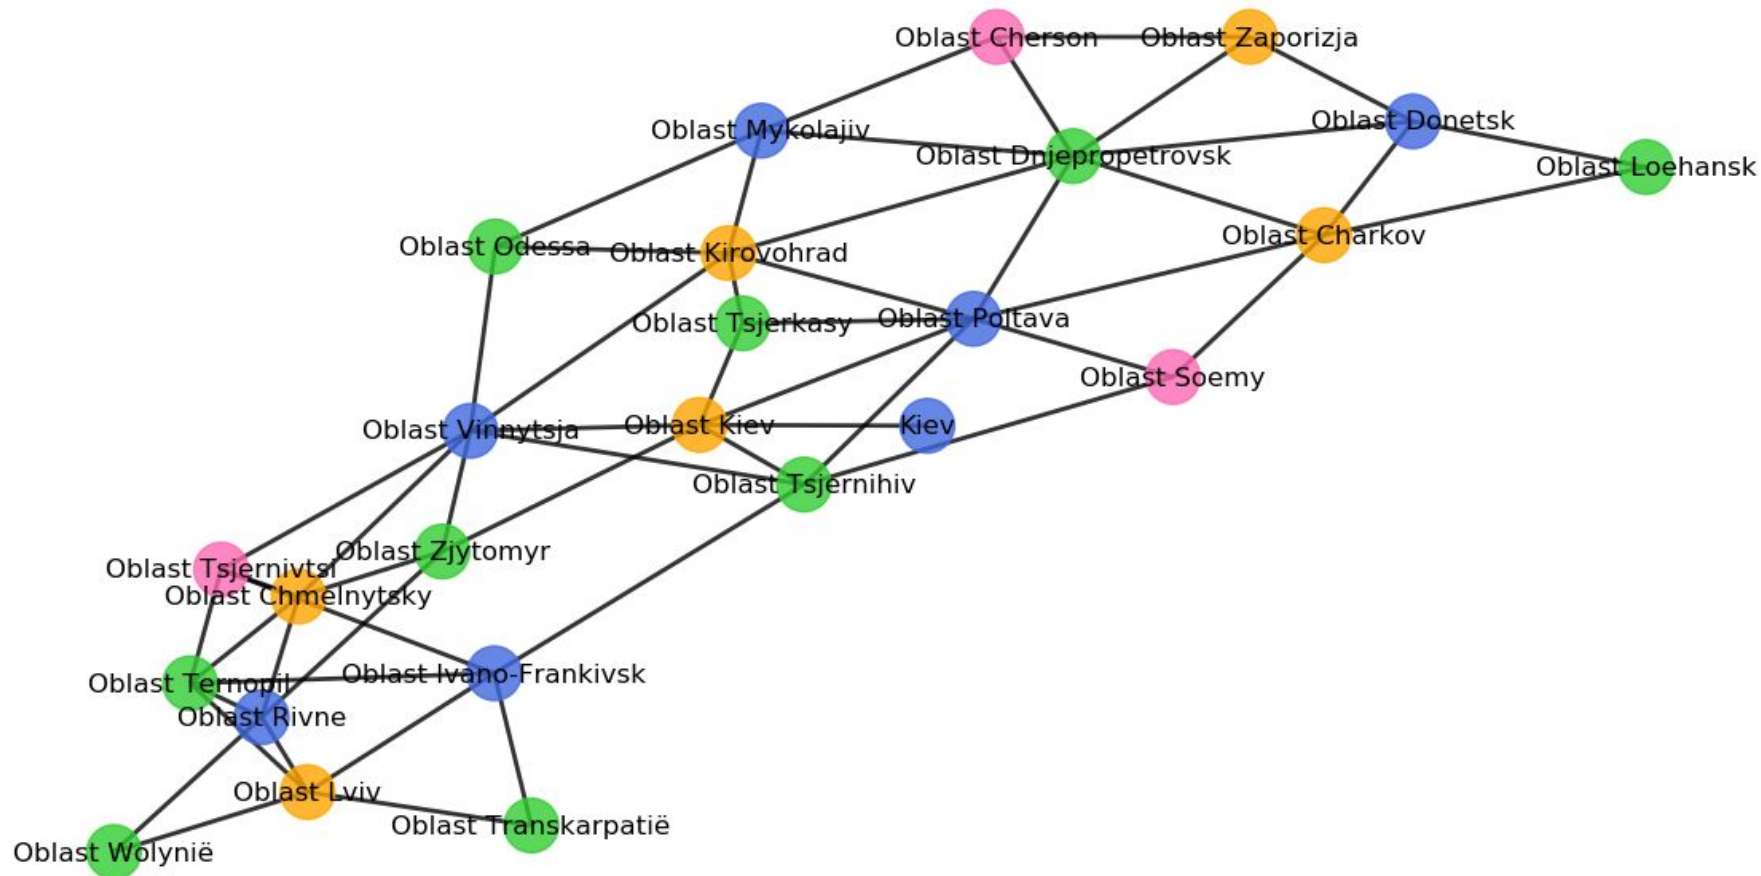 Oblast Cherson
Oblast Zaporizja
Oblast Mykolajiv
Oblast Donetsk
Oblast Dnjepropetrovsk
Oblast Loehansk
Oblast Odessa
Oblast Kirovohrad
Oblast Charkov
Oblast Tsjerkasy
Oblast Poltava
Oblast Soemy
Oblast Vinnytsja
Oblast Kiev
Kiev
Oblast Tsjernihiv
Oblast Zjytomyr
Oblast Tsjernivtsi
Oblast Chmelnytsky
Oblast Ivano-Frankivsk
Oblast Ternopil
Oblast Rivne
Oblast Lviv
Oblast Transkarpatië
Oblast Wolynië